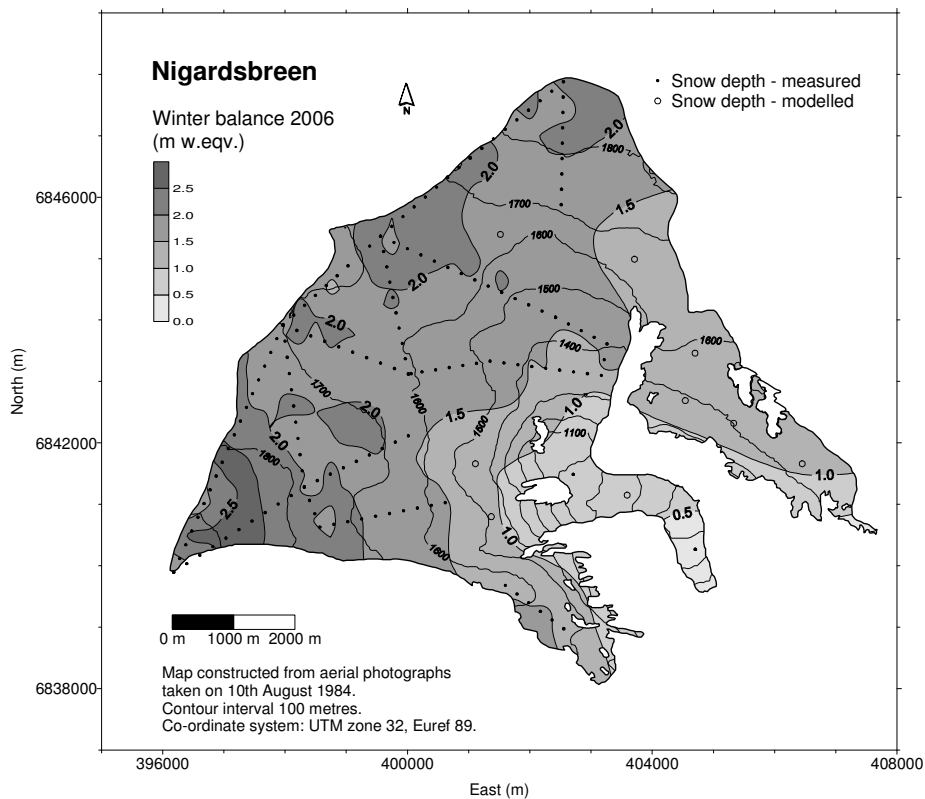 Nigardsbreen
Winter balance 2006
(m w.eqv.)
2.5
2.0
1.5
1.0
0.5
0.0
N
Snow depth - measured
Snow depth - modelled
2.0
1800
2.0
1700
1.5
1600
2.0
1500
2.0
1400
1600
1700
1600
2.0
1.5
1.0
1500
1100
2.0
1800
1.0
2.5
0.5
1.0
1600
0 m 1000 m 2000 m
Map constructed from aerial photographs
taken on 10th August 1984.
Contour interval 100 metres.
Co-ordinate system: UTM zone 32, Euref 89.
6846000
6842000
6838000
North (m)
396000 400000 404000 408000
East (m)